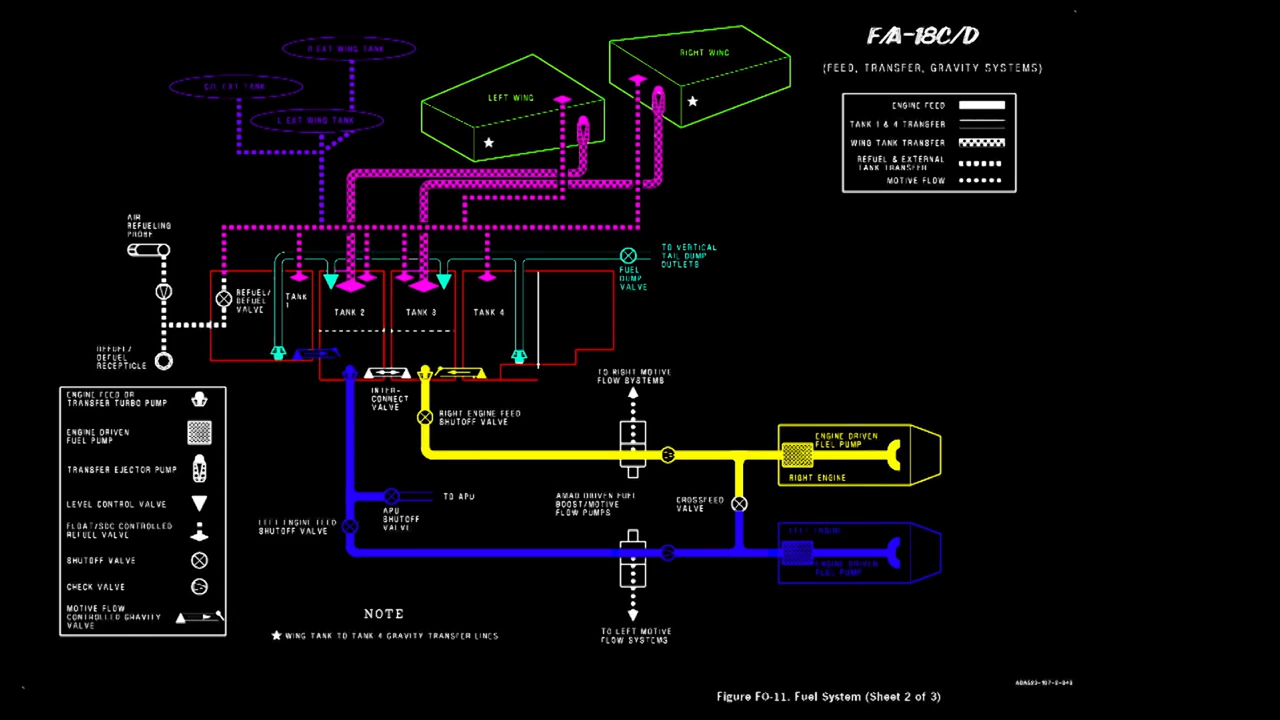 F/A-18C/D
(FEED, TRANSFER, GRAVITY SYSTEMS)
ENGINE FEED
TANK 1 & 4 TRANSFER
WING TANK TRANSFER
REFUEL & EXTERNAL
TANK TRANSFER
MOTIVE FLOW
R EXT WING TANK
C/L EXT TANK
L EXT WING TANK
LEFT WING
RIGHT WING
AIR
REFUELING
PROBE
TO VERTICAL
TAIL DUMP
OUTLETS
FUEL
DUMP
VALVE
REFUEL/
DEFUEL
VALVE
TANK
1
TANK 2
TANK 3
TANK 4
REFUEL/
DEFUEL
RECEPTICLE
INTER-
CONNECT
VALVE
RIGHT ENGINE FEED
SHUTOFF VALVE
TO RIGHT MOTIVE
FLOW SYSTEMS
ENGINE DRIVEN
FUEL PUMP
RIGHT ENGINE
TO APU
APU
SHUTOFF
VALVE
AMAD DRIVEN FUEL
BOOST/MOTIVE
FLOW PUMPS
CROSSFEED
VALVE
LEFT ENGINE FEED
SHUTOFF VALVE
LEFT ENGINE
ENGINE DRIVEN
FUEL PUMP
TO LEFT MOTIVE
FLOW SYSTEMS
ENGINE FEED OR
TRANSFER TURBO PUMP
ENGINE DRIVEN
FUEL PUMP
TRANSFER EJECTOR PUMP
LEVEL CONTROL VALVE
FLOAT/SDC CONTROLLED
REFUEL VALVE
SHUTOFF VALVE
CHECK VALVE
MOTIVE FLOW
CONTROLLED GRAVITY
VALVE
NOTE
WING TANK TO TANK 4 GRAVITY TRANSFER LINES
Figure FO-11. Fuel System (Sheet 2 of 3)